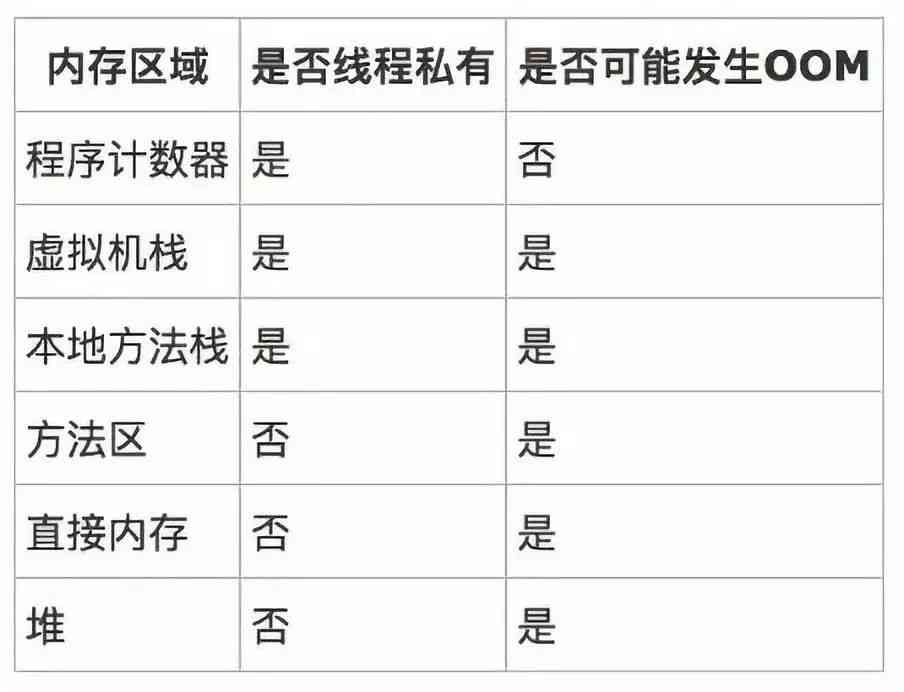 内存区域 是否线程私有 是否可能发生OOM
程序计数器 是 否
虚拟机栈 是 是
本地方法栈 是 是
方法区 否 是
直接内存 否 是
堆 否 是